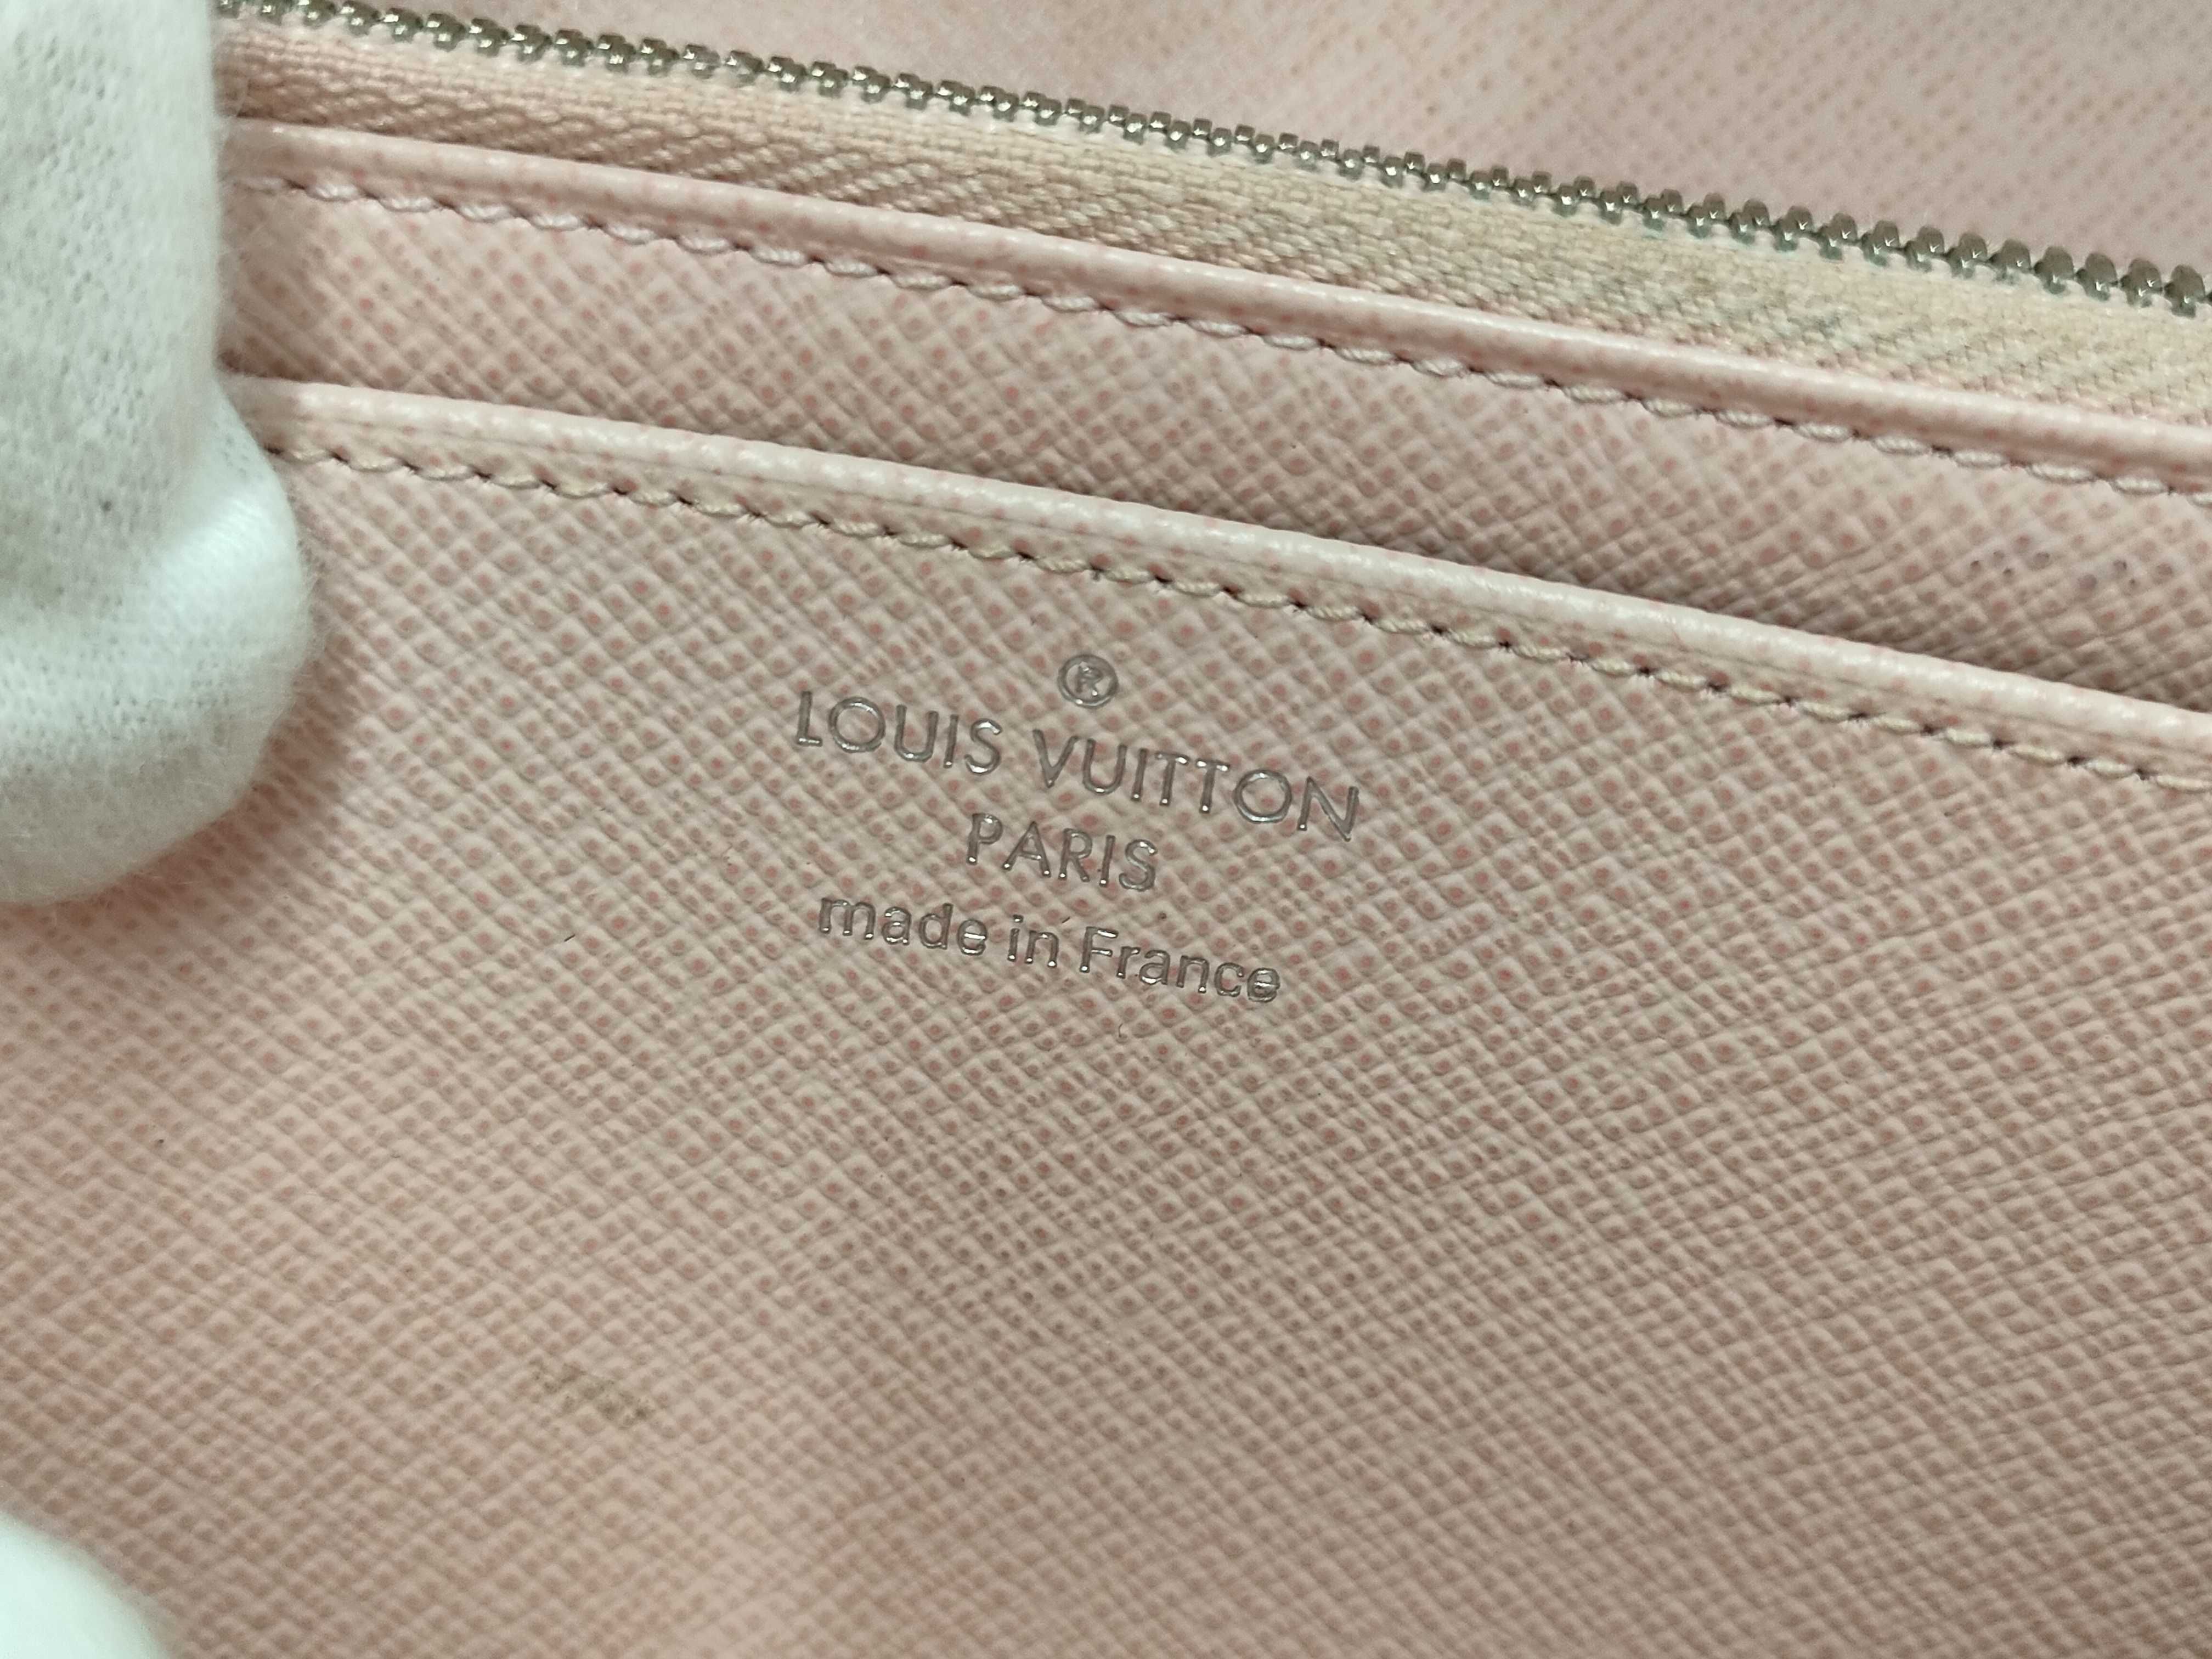 ®
LOUIS VUITTON
PARIS
made in France